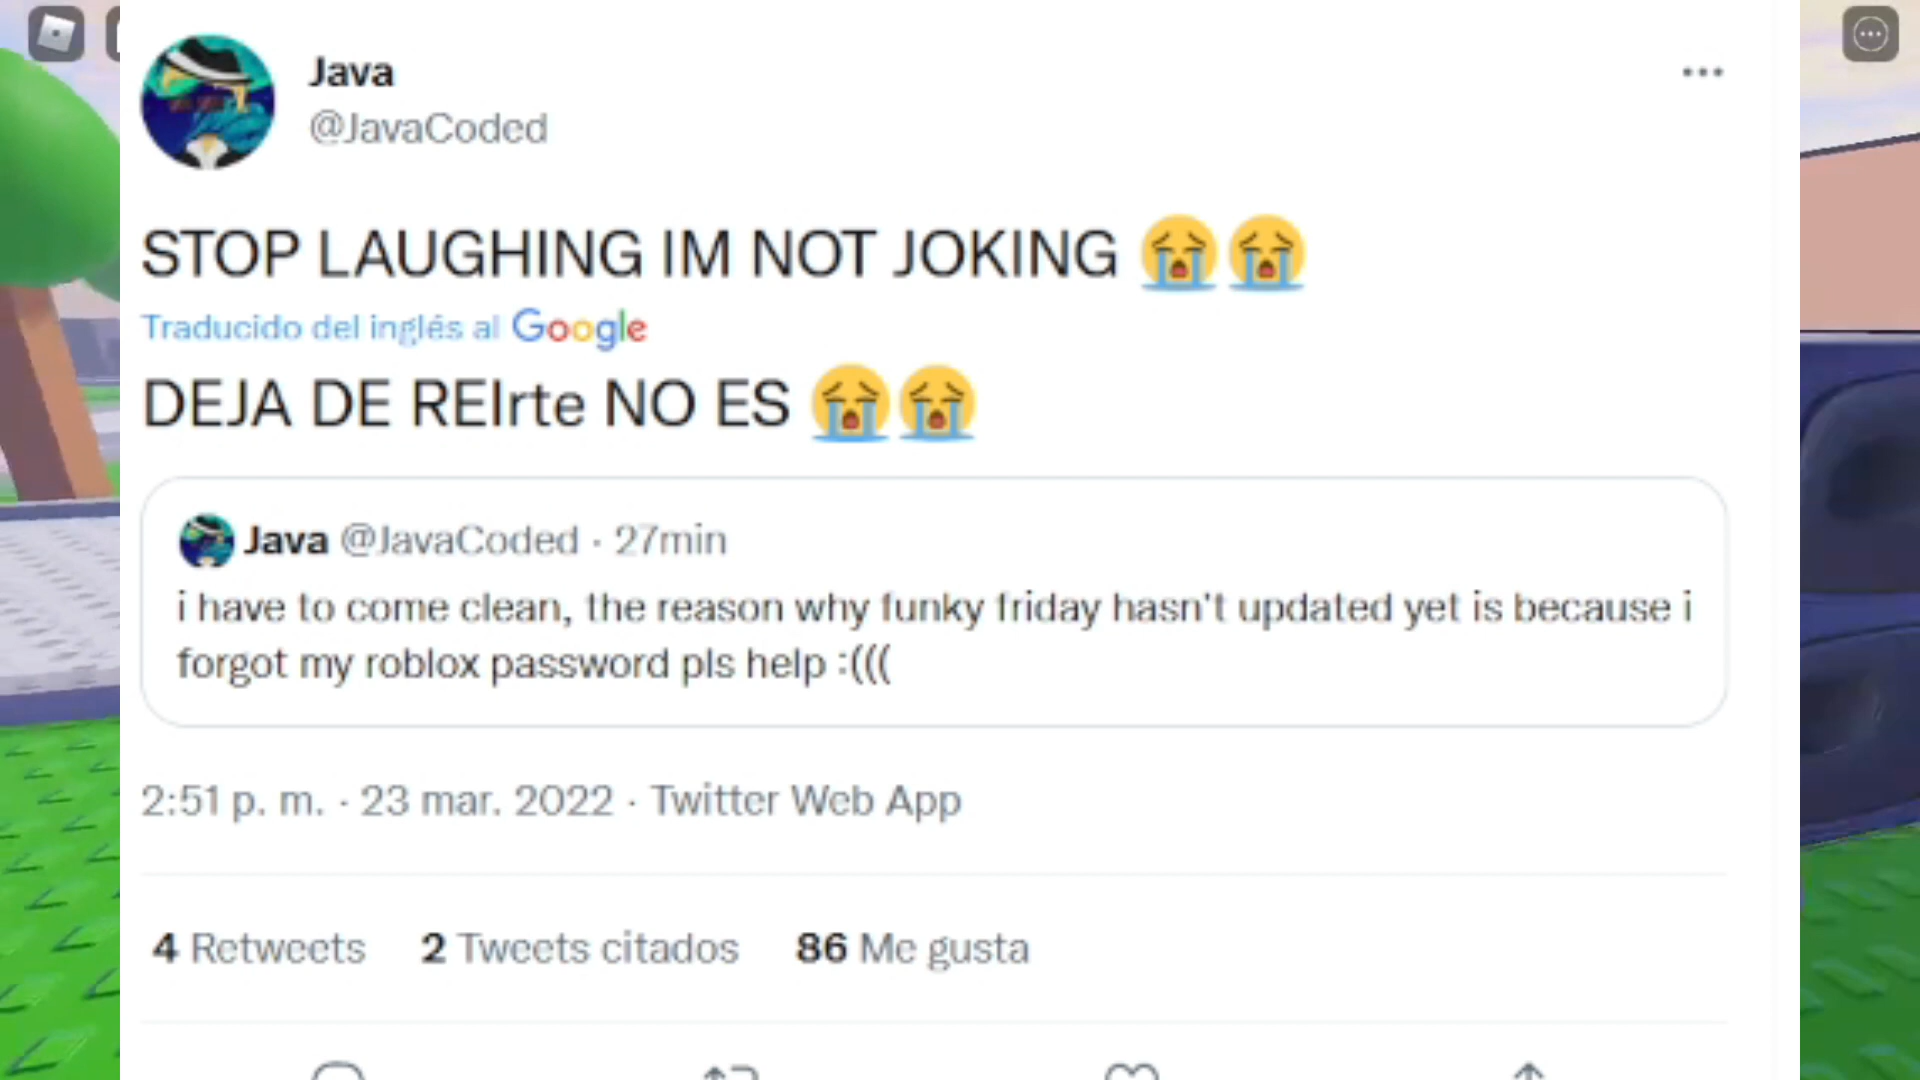 Java
@JavaCoded
STOP LAUGHING IM NOT JOKING 😭😭
Traducido del inglés al Google
DEJA DE REIrte NO ES 😭😭
Java @JavaCoded · 27min
i have to come clean, the reason why funky friday hasn't updated yet is because i
forgot my roblox password pls help :(((
2:51 p. m. · 23 mar. 2022 · Twitter Web App
4 Retweets 2 Tweets citados 86 Me gusta